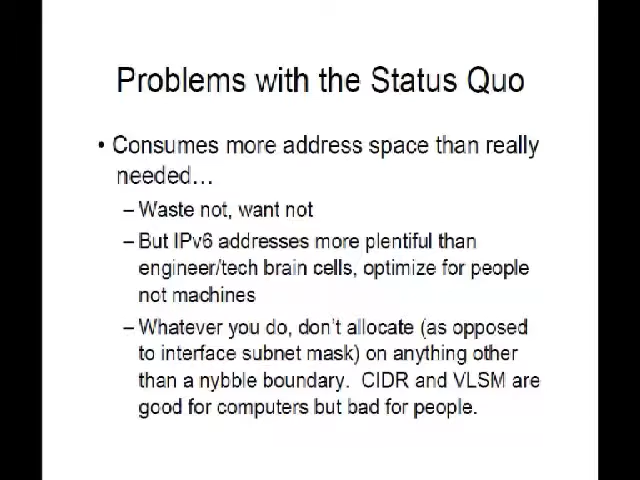 Problems with the Status Quo
• Consumes more address space than really
needed…
– Waste not, want not
– But IPv6 addresses more plentiful than
engineer/tech brain cells, optimize for people
not machines
– Whatever you do, don't allocate (as opposed
to interface subnet mask) on anything other
than a nybble boundary.  CIDR and VLSM are
good for computers but bad for people.